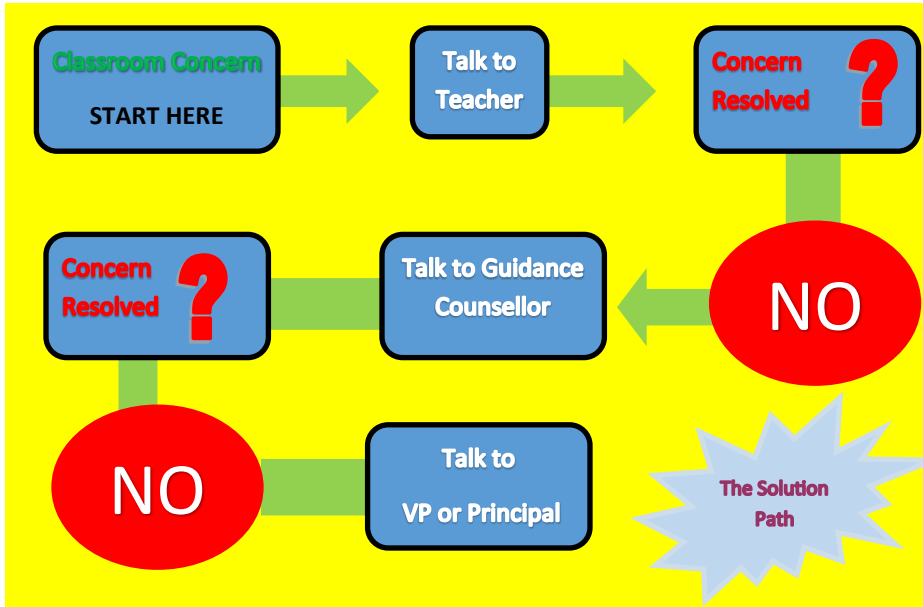 Classroom Concern
START HERE
Talk to
Teacher
Concern
Resolved
?
NO
Talk to Guidance
Counsellor
Concern
Resolved
?
NO
Talk to
VP or Principal
The Solution
Path